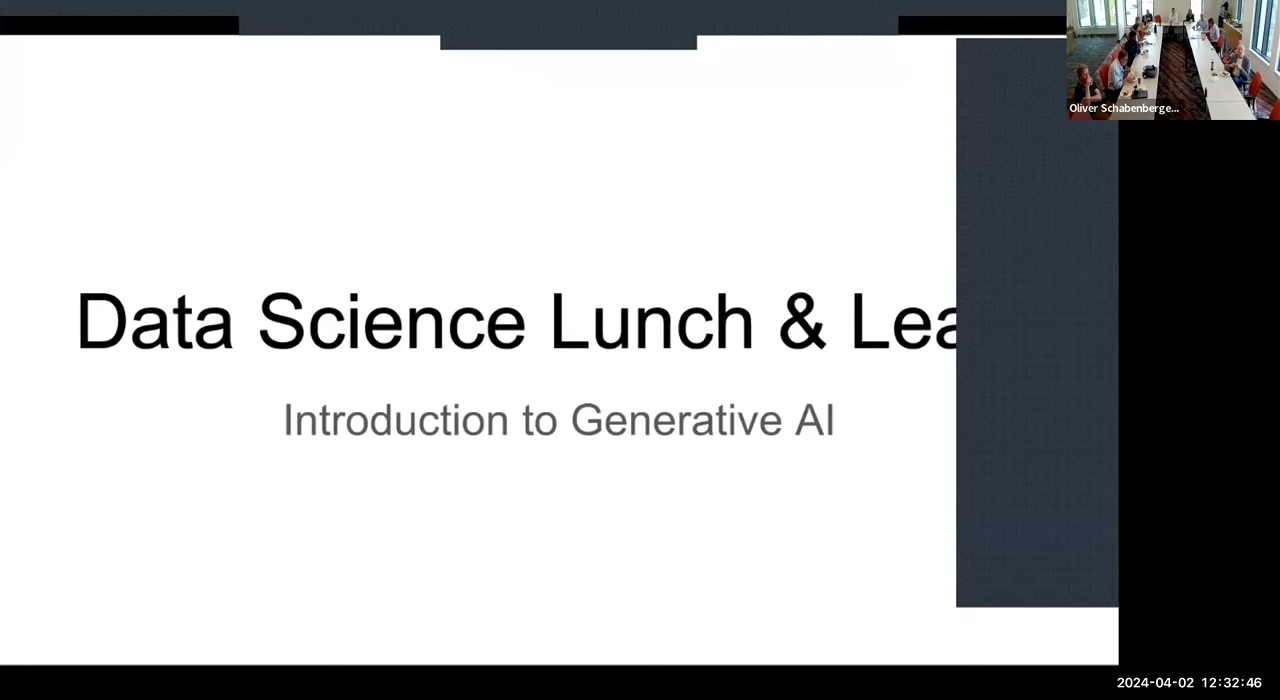 Oliver Schabenberge...
Data Science Lunch & Lea
Introduction to Generative AI
2024-04-02 12:32:46